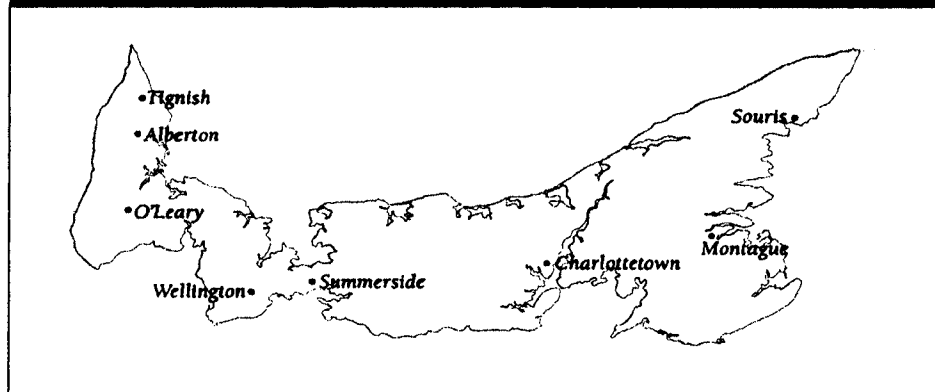 Tignish
Souris
Alberton
O'Leary
Montague
Charlottetown
Summerside
Wellington